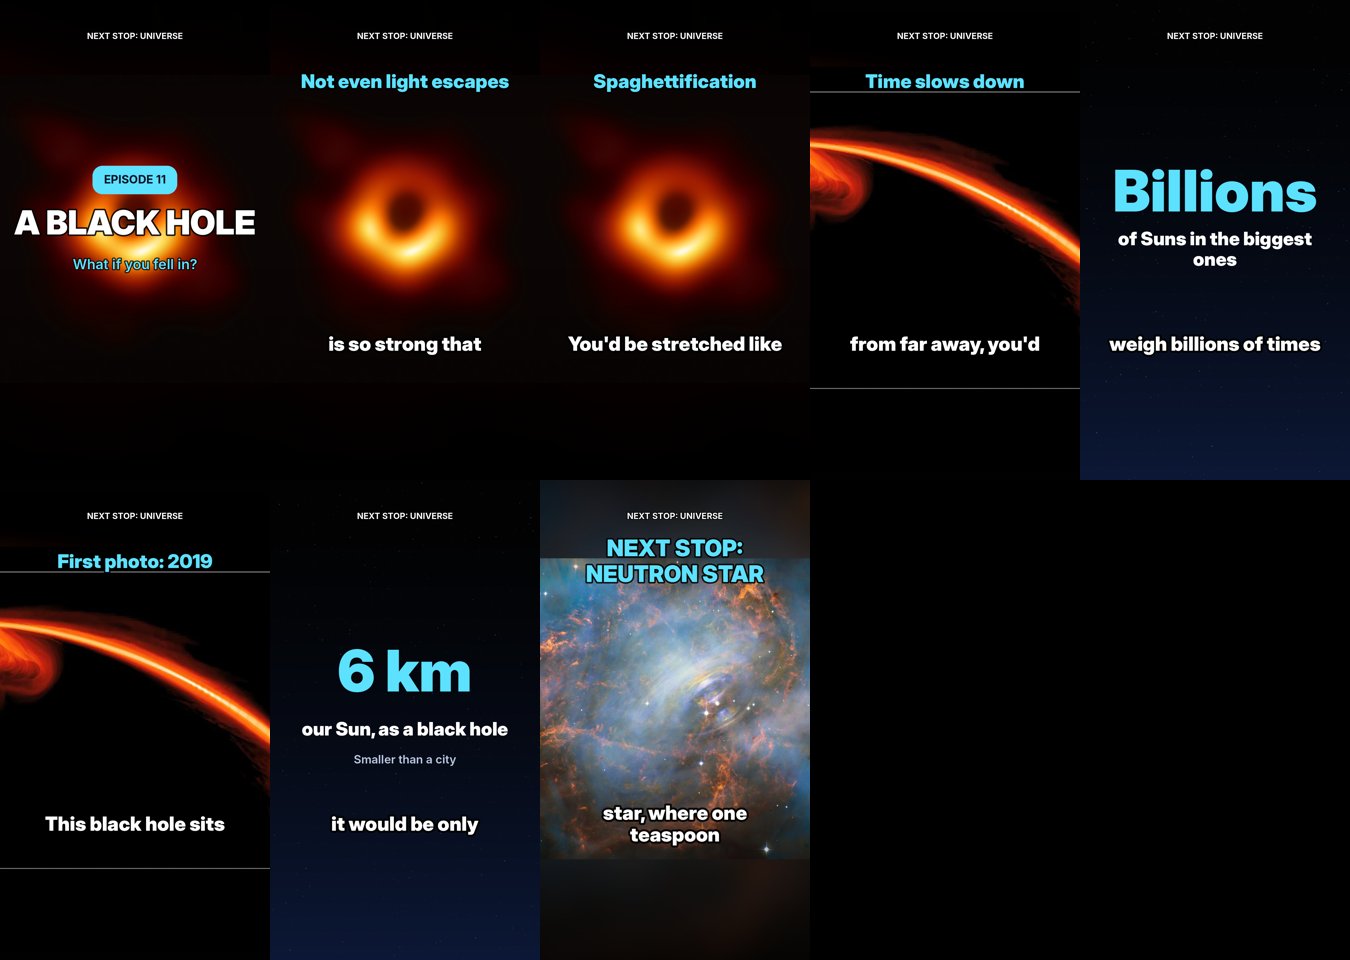 NEXT STOP: UNIVERSE
EPISODE 11
A BLACK HOLE
What if you fell in?
NEXT STOP: UNIVERSE
Not even light escapes
is so strong that
NEXT STOP: UNIVERSE
Spaghettification
You'd be stretched like
NEXT STOP: UNIVERSE
Time slows down
from far away, you'd
NEXT STOP: UNIVERSE
Billions
of Suns in the biggest
ones
weigh billions of times
NEXT STOP: UNIVERSE
First photo: 2019
This black hole sits
NEXT STOP: UNIVERSE
6 km
our Sun, as a black hole
Smaller than a city
it would be only
NEXT STOP: UNIVERSE
NEXT STOP:
NEUTRON STAR
star, where one
teaspoon